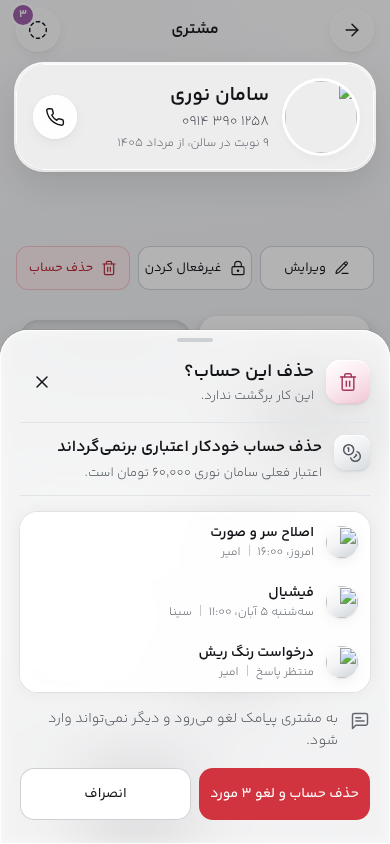 ۳
مشتری
سامان نوری
۰۹۱۴ ۳۹۰ ۱۲۵۸
۹ نوبت در سالن، از مرداد ۱۴۰۵
ویرایش
غیرفعال کردن
حذف حساب
حذف این حساب؟
این کار برگشت ندارد.
حذف حساب خودکار اعتباری برنمی‌گرداند
اعتبار فعلی سامان نوری ۶۰,۰۰۰ تومان است.
اصلاح سر و صورت
امروز، ۱۶:۰۰ | امیر
فیشیال
سه‌شنبه ۵ آبان، ۱۱:۰۰ | سینا
درخواست رنگ ریش
منتظر پاسخ | امیر
به مشتری پیامک لغو می‌رود و دیگر نمی‌تواند وارد
شود.
حذف حساب و لغو ۳ مورد
انصراف